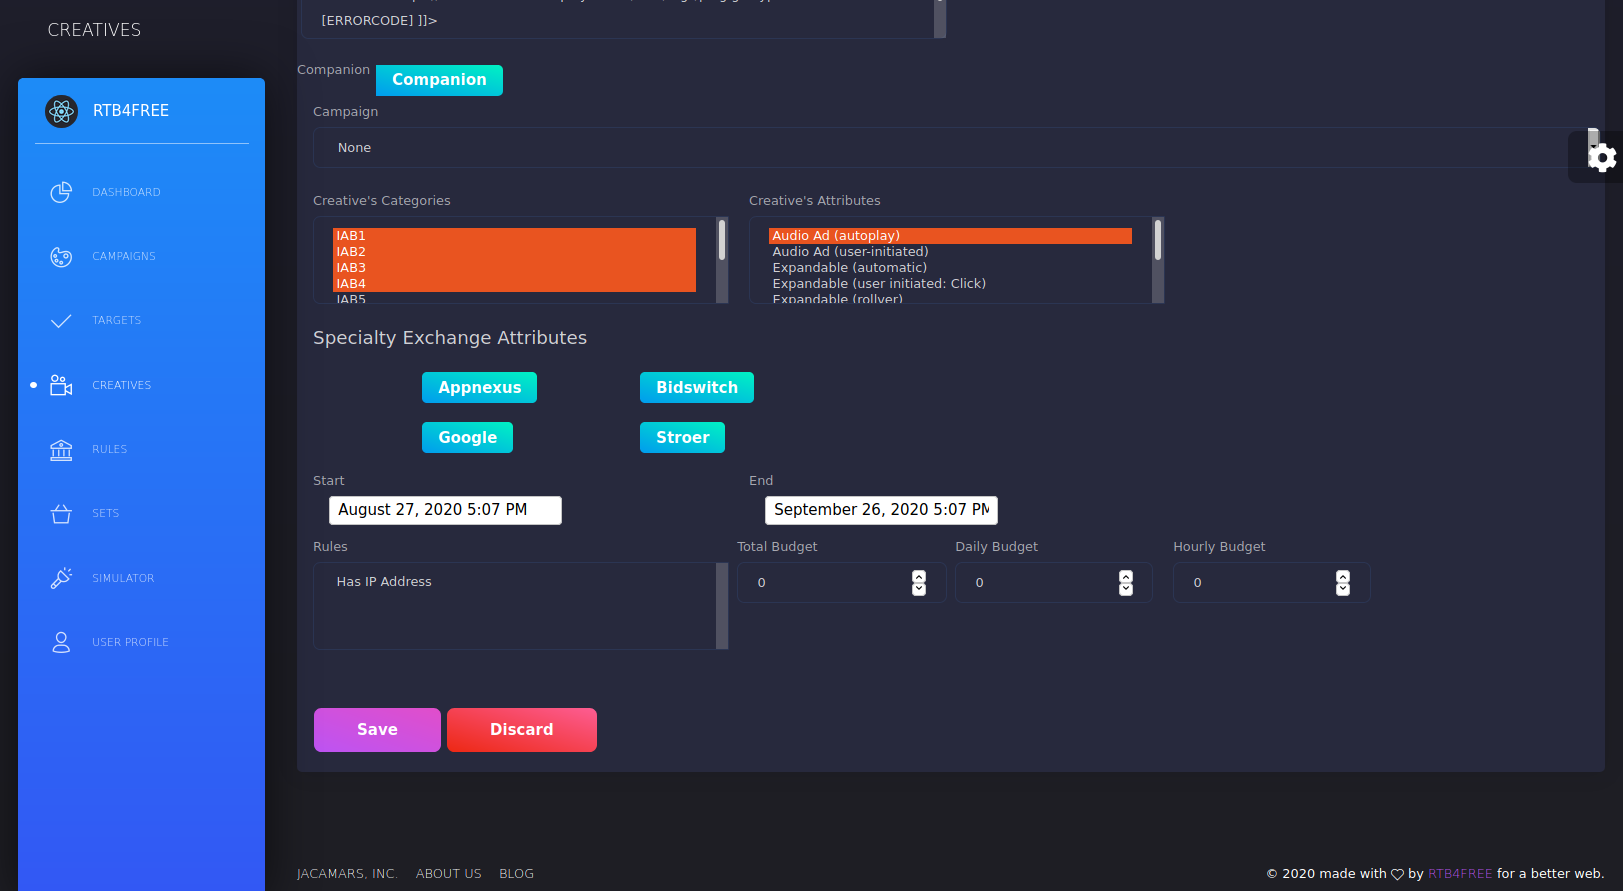 CREATIVES
RTB4FREE
DASHBOARD
CAMPAIGNS
TARGETS
CREATIVES
RULES
SETS
SIMULATOR
USER PROFILE
[ERRORCODE] ]]>
Companion Companion
Campaign
None
Creative's Categories
IAB1
IAB2
IAB3
IAB4
IAB5
Creative's Attributes
Audio Ad (autoplay)
Audio Ad (user-initiated)
Expandable (automatic)
Expandable (user initiated: Click)
Expandable (rollver)
Specialty Exchange Attributes
Appnexus Bidswitch
Google Stroer
Start End
August 27, 2020 5:07 PM September 26, 2020 5:07 PM
Rules Total Budget Daily Budget Hourly Budget
Has IP Address 0 0 0
Save Discard
JACAMARS, INC. ABOUT US BLOG
© 2020 made with by RTB4FREE for a better web.